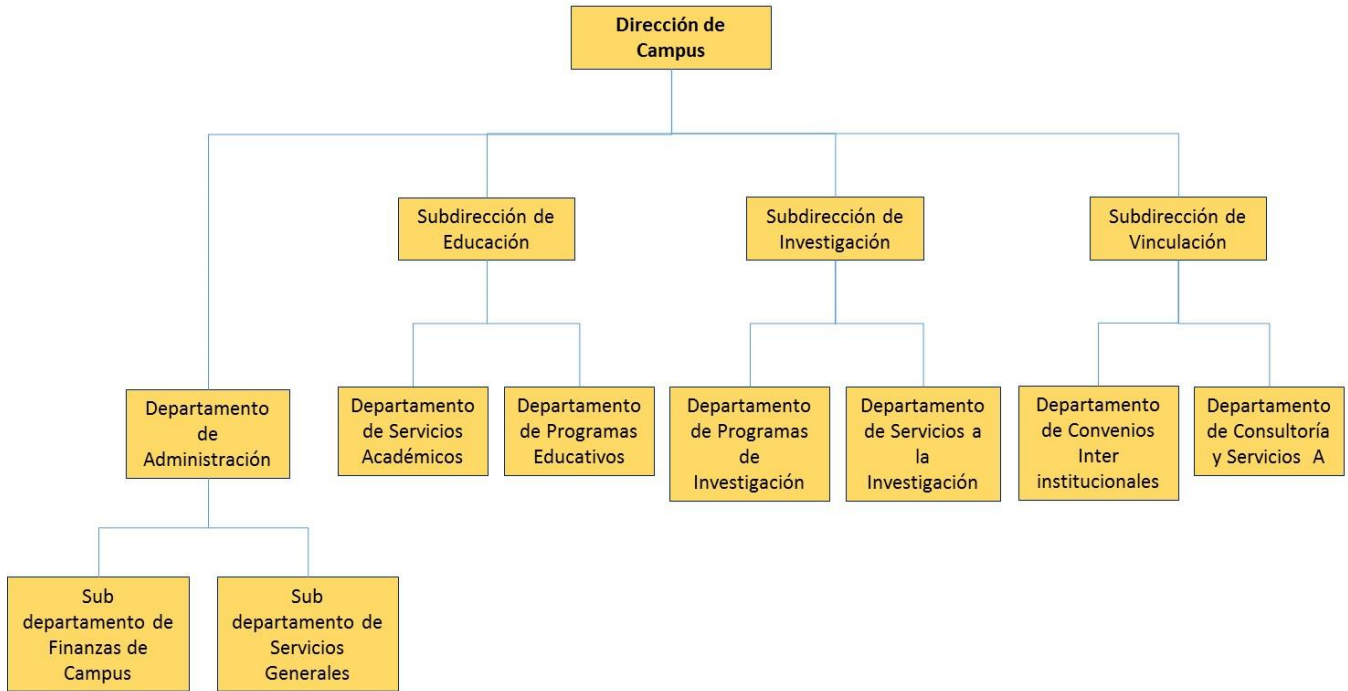 Dirección de
Campus
Subdirección de
Educación
Subdirección de
Investigación
Subdirección de
Vinculación
Departamento
de
Administración
Departamento
de Servicios
Académicos
Departamento
de Programas
Educativos
Departamento
de Programas
de
Investigación
Departamento
de Servicios a
la
Investigación
Departamento
de Convenios
Inter
institucionales
Departamento
de Consultoría
y Servicios A
Sub
departamento de
Finanzas de
Campus
Sub
departamento de
Servicios
Generales